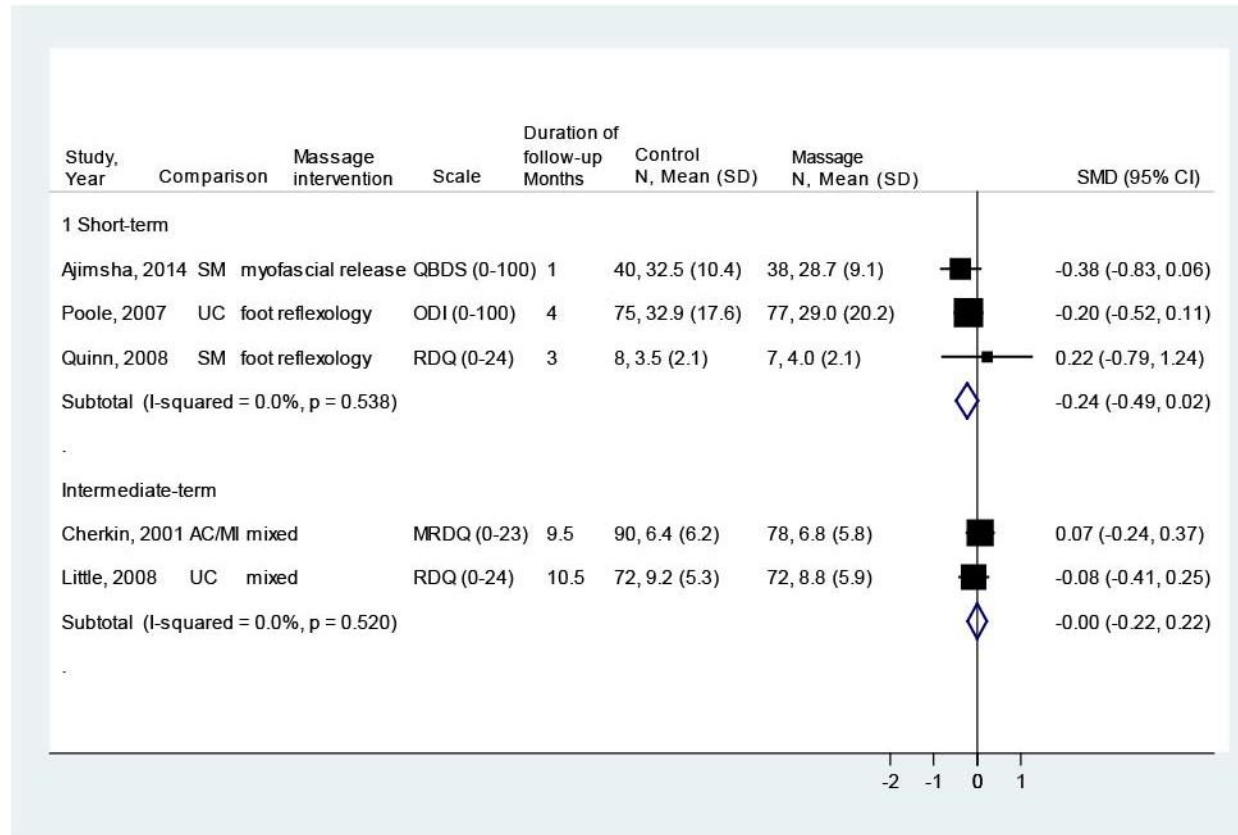 Study, Year Comparison Massage intervention Scale Duration of follow-up Months Control N, Mean (SD) Massage N, Mean (SD) SMD (95% CI)
1 Short-term
Ajimsha, 2014 SM myofascial release QBDS (0-100) 1 40, 32.5 (10.4) 38, 28.7 (9.1) -0.38 (-0.83, 0.06)
Poole, 2007 UC foot reflexology ODI (0-100) 4 75, 32.9 (17.6) 77, 29.0 (20.2) -0.20 (-0.52, 0.11)
Quinn, 2008 SM foot reflexology RDQ (0-24) 3 8, 3.5 (2.1) 7, 4.0 (2.1) 0.22 (-0.79, 1.24)
Subtotal (I-squared = 0.0%, p = 0.538) -0.24 (-0.49, 0.02)
.
Intermediate-term
Cherkin, 2001 AC/MI mixed MRDQ (0-23) 9.5 90, 6.4 (6.2) 78, 6.8 (5.8) 0.07 (-0.24, 0.37)
Little, 2008 UC mixed RDQ (0-24) 10.5 72, 9.2 (5.3) 72, 8.8 (5.9) -0.08 (-0.41, 0.25)
Subtotal (I-squared = 0.0%, p = 0.520) -0.00 (-0.22, 0.22)
.
-2 -1 0 1